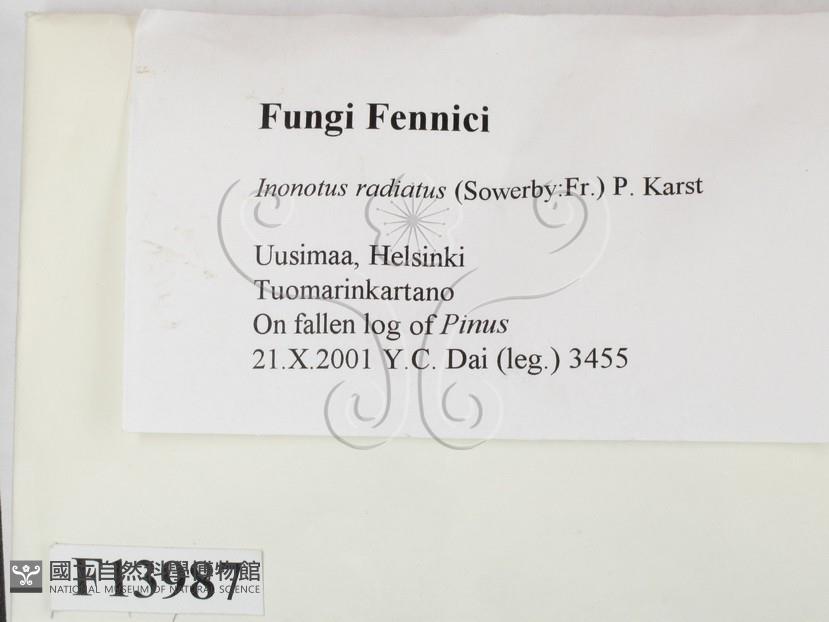 Fungi Fennici
Inonotus radiatus (Sowerby:Fr.) P. Karst
Uusimaa, Helsinki
Tuomarinkartano
On fallen log of Pinus
21.X.2001 Y.C. Dai (leg.) 3455
F13987
國立自然科學博物館
NATIONAL MUSEUM OF NATURAL SCIENCE